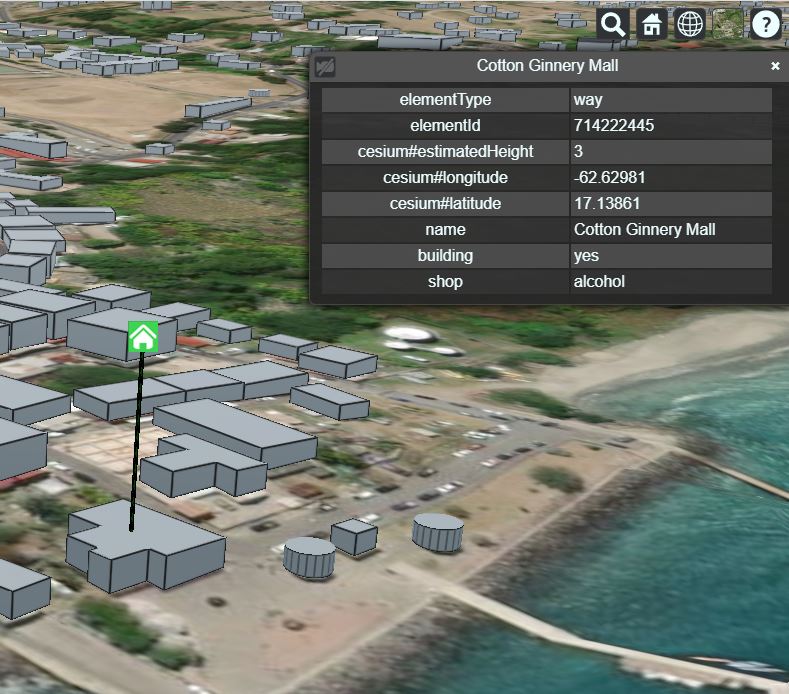 ?
Cotton Ginnery Mall ×
elementType way
elementId 714222445
cesium#estimatedHeight 3
cesium#longitude -62.62981
cesium#latitude 17.13861
name Cotton Ginnery Mall
building yes
shop alcohol